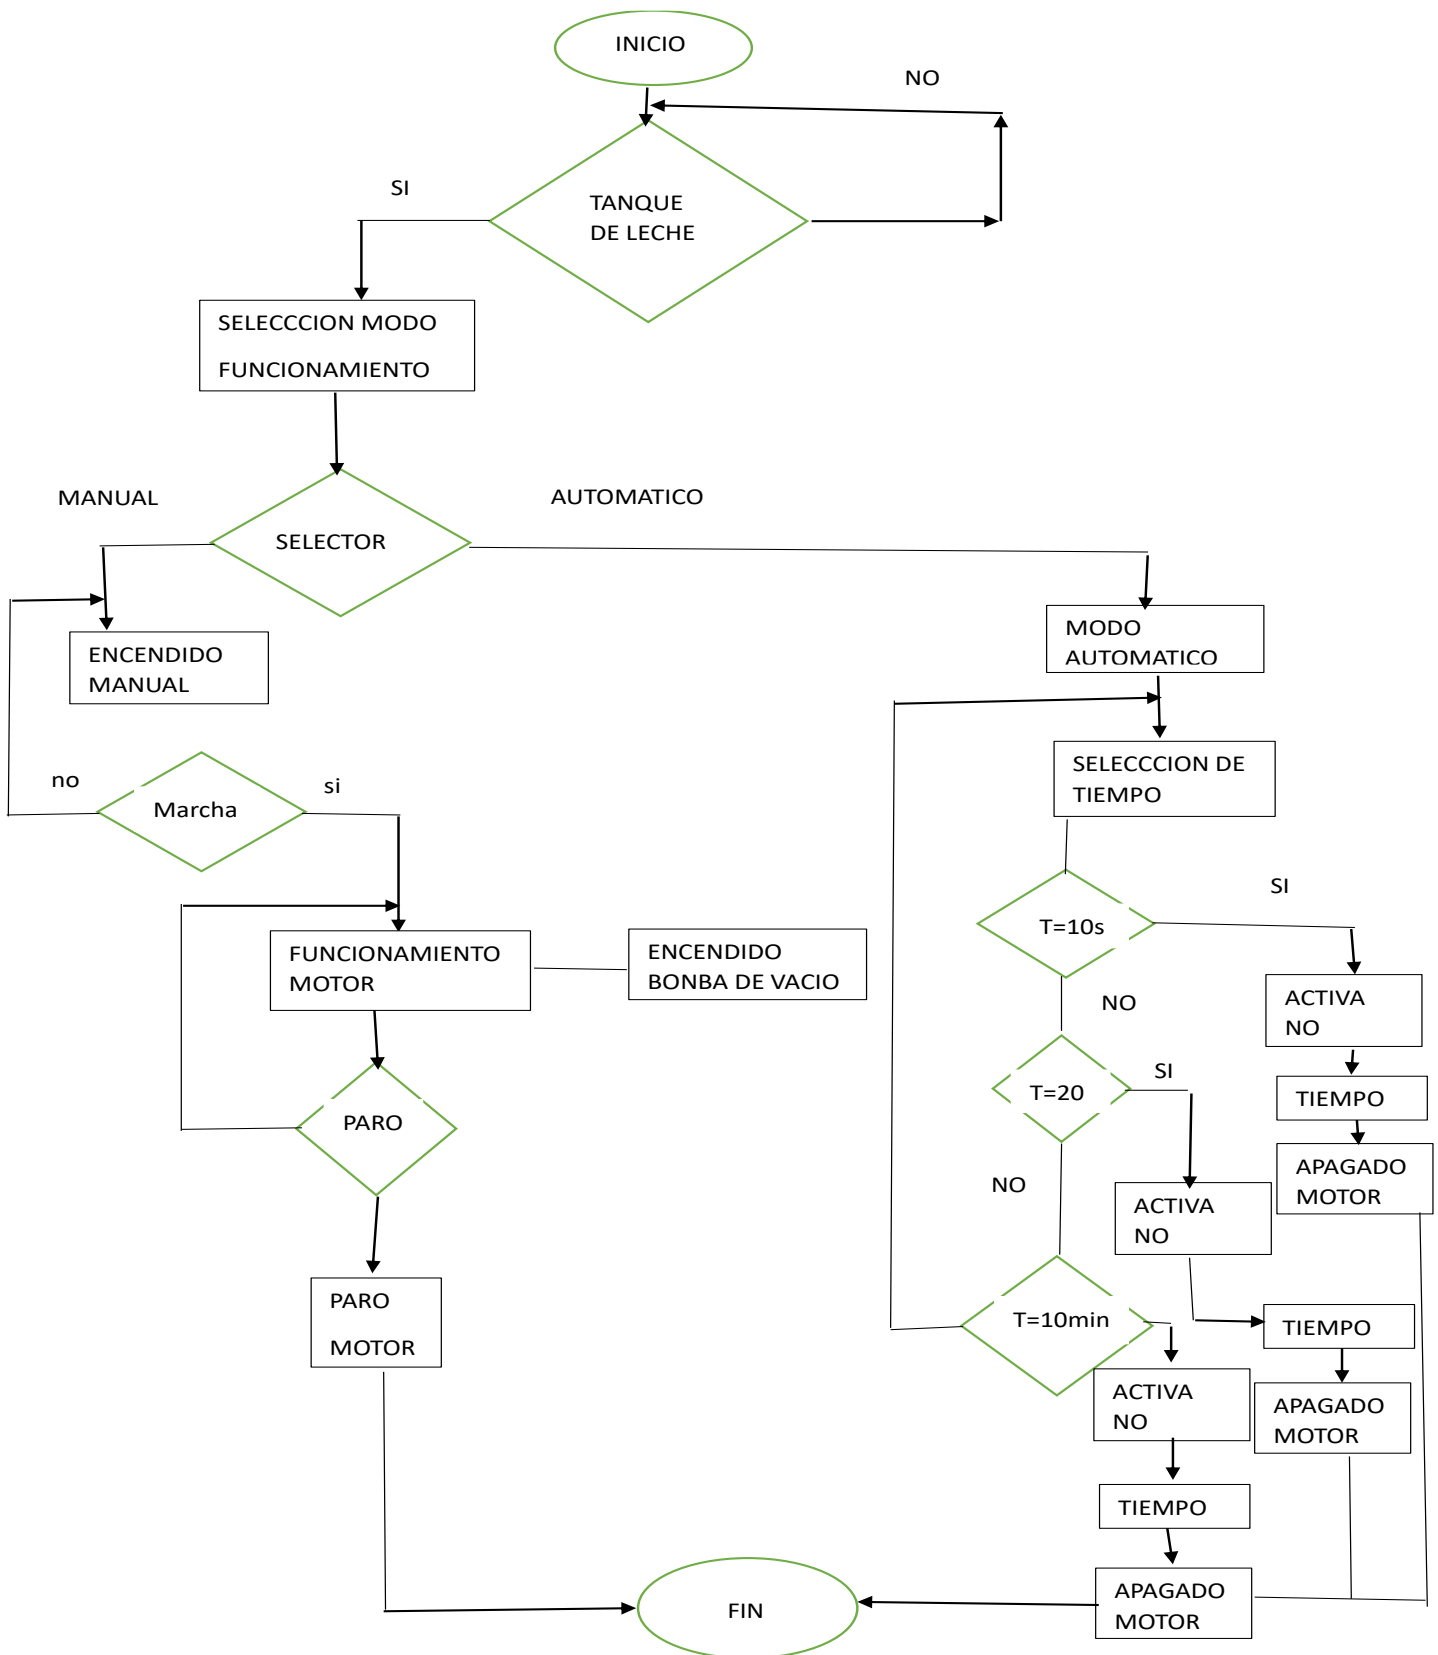 INICIO
NO
SI
TANQUE
DE LECHE
SELECCCION MODO
FUNCIONAMIENTO
MANUAL
AUTOMATICO
SELECTOR
ENCENDIDO
MANUAL
MODO
AUTOMATICO
no
Marcha
si
SELECCCION DE
TIEMPO
SI
T=10s
FUNCIONAMIENTO
MOTOR
ENCENDIDO
BONBA DE VACIO
NO
ACTIVA
NO
SI
T=20
TIEMPO
PARO
NO
ACTIVA
NO
APAGADO
MOTOR
PARO
MOTOR
T=10min
TIEMPO
ACTIVA
NO
APAGADO
MOTOR
TIEMPO
FIN
APAGADO
MOTOR